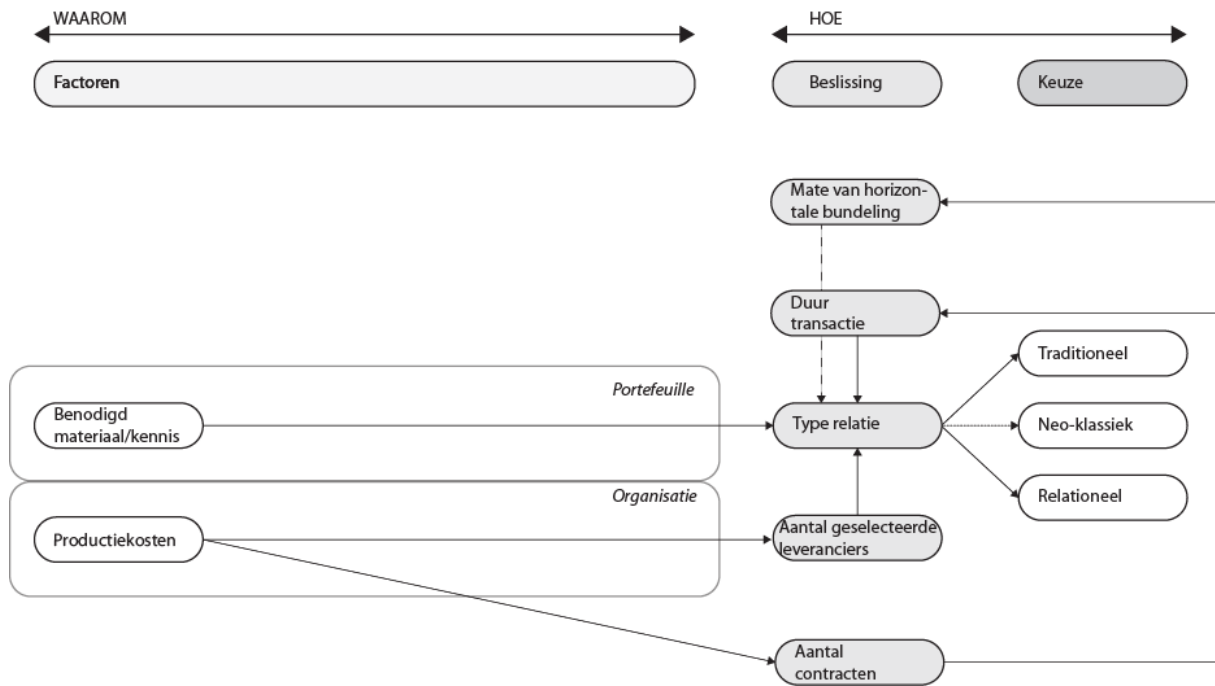 WAAROM
HOE
Factoren
Beslissing
Keuze
Mate van horizon-
tale bundeling
Duur
transactie
Traditioneel
Portefeuille
Benodigd
materiaal/kennis
Type relatie
Neo-klassiek
Organisatie
Relationeel
Productiekosten
Aantal geselecteerde
leveranciers
Aantal
contracten